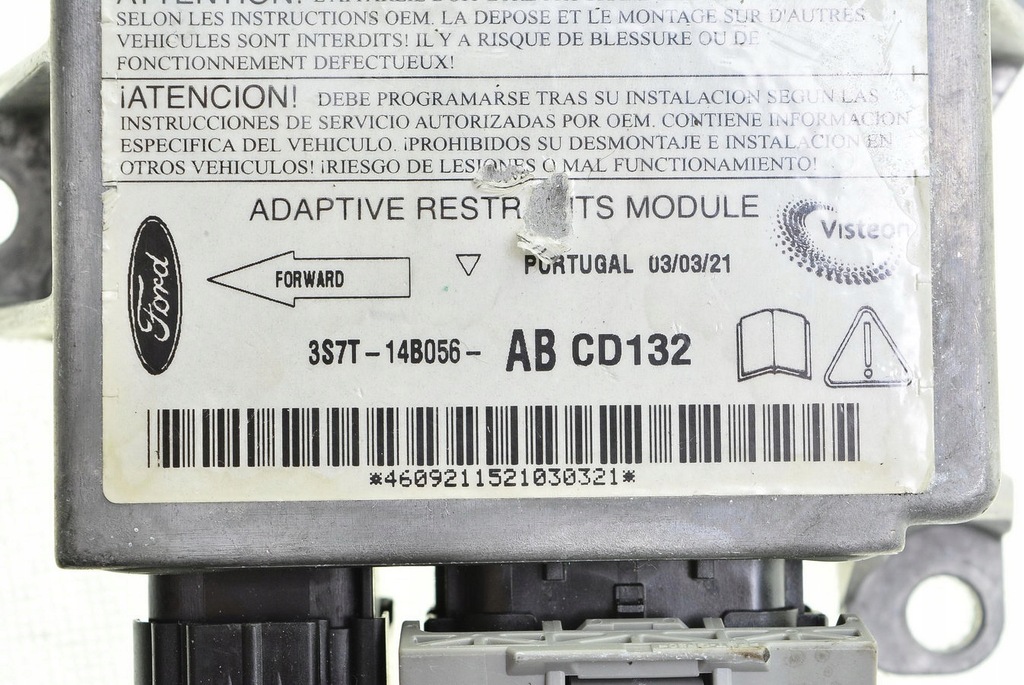 SELON LES INSTRUCTIONS OEM. LA DEPOSE ET LE MONTAGE SUR D'AUTRES
VEHICULES SONT INTERDITS! IL Y A RISQUE DE BLESSURE OU DE
FONCTIONNEMENT DEFECTUEUX!
¡ATENCION! DEBE PROGRAMARSE TRAS SU INSTALACION SEGUN LAS
INSTRUCCIONES DE SERVICIO AUTORIZADAS POR OEM. CONTIENE INFORMACION
ESPECIFICA DEL VEHICULO. ¡PROHIBIDOS SU DESMONTAJE E INSTALACION EN
OTROS VEHICULOS! ¡RIESGO DE LESIONES O MAL FUNCTIONAMIENTO!
ADAPTIVE RESTR TS MODULE
Visteon
Ford
FORWARD
PORTUGAL 03/03/21
3S7T-14B056- AB CD132
*4609211521030321*